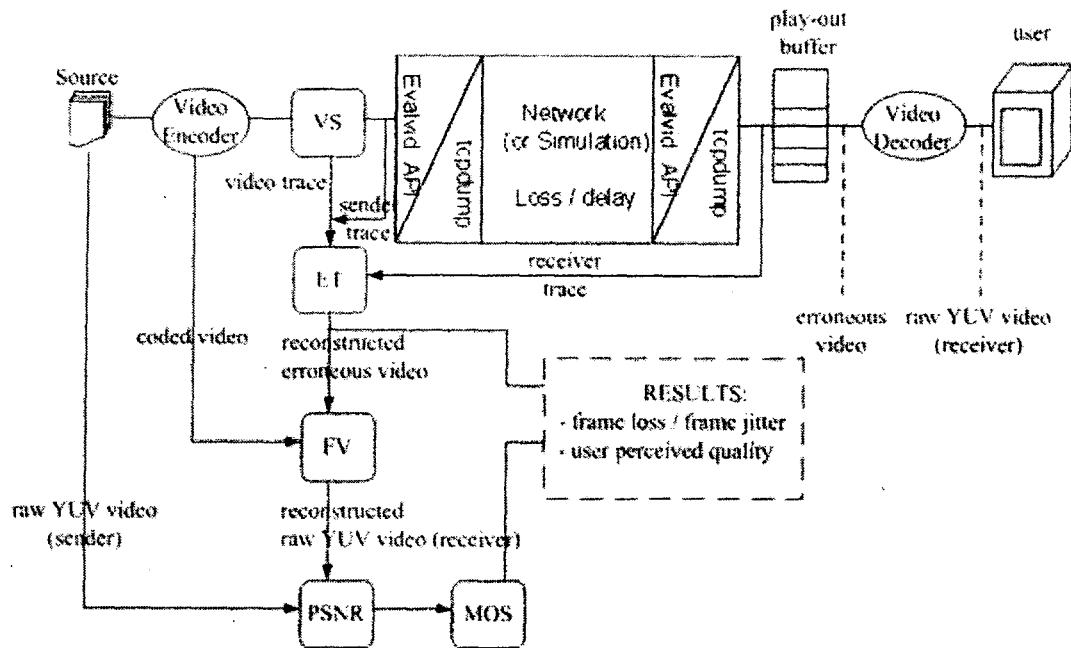 play-out
buffer
user
Source
Video
Encoder
VS
Evalvid API
tcpdump
Network
(or Simulation)
Loss / delay
Evalvid API
tcpdump
Video
Decoder
video trace
sender
trace
ET
receiver
trace
coded video
reconstructed
erroneous video
erroneous
video
raw YUV video
(receiver)
RESULTS:
- frame loss / frame jitter
- user perceived quality
FV
raw YUV video
(sender)
reconstructed
raw YUV video (receiver)
PSNR
MOS